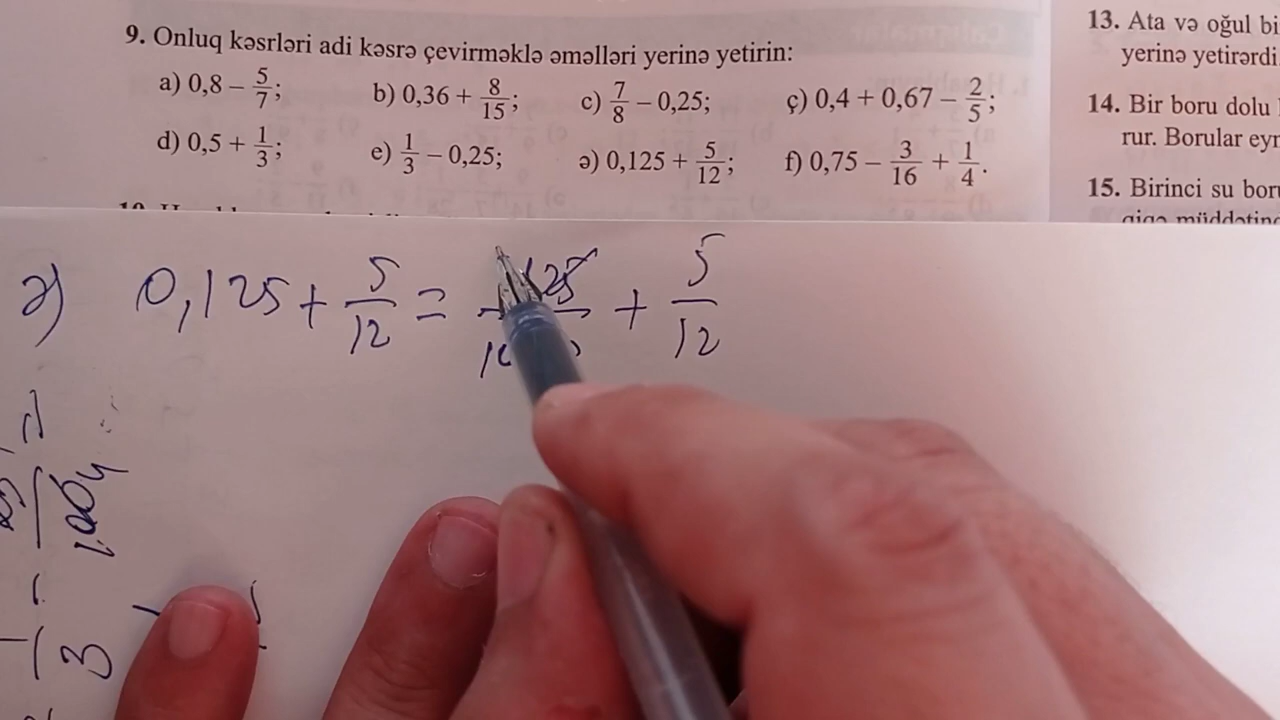 9. Onluq kəsrləri adi kəsrə çevirməklə əməlləri yerinə yetirin:
a) 0,8 − 5/7; b) 0,36 + 8/15; c) 7/8 − 0,25; ç) 0,4 + 0,67 − 2/5;
d) 0,5 + 1/3; e) 1/3 − 0,25; ə) 0,125 + 5/12; f) 0,75 − 3/16 + 1/4.
13. Ata və oğul bi
yerinə yetirərdi
14. Bir boru dolu
rur. Borular eyn
15. Birinci su boru
ə) 0,125 + 5/12 = + 5/12